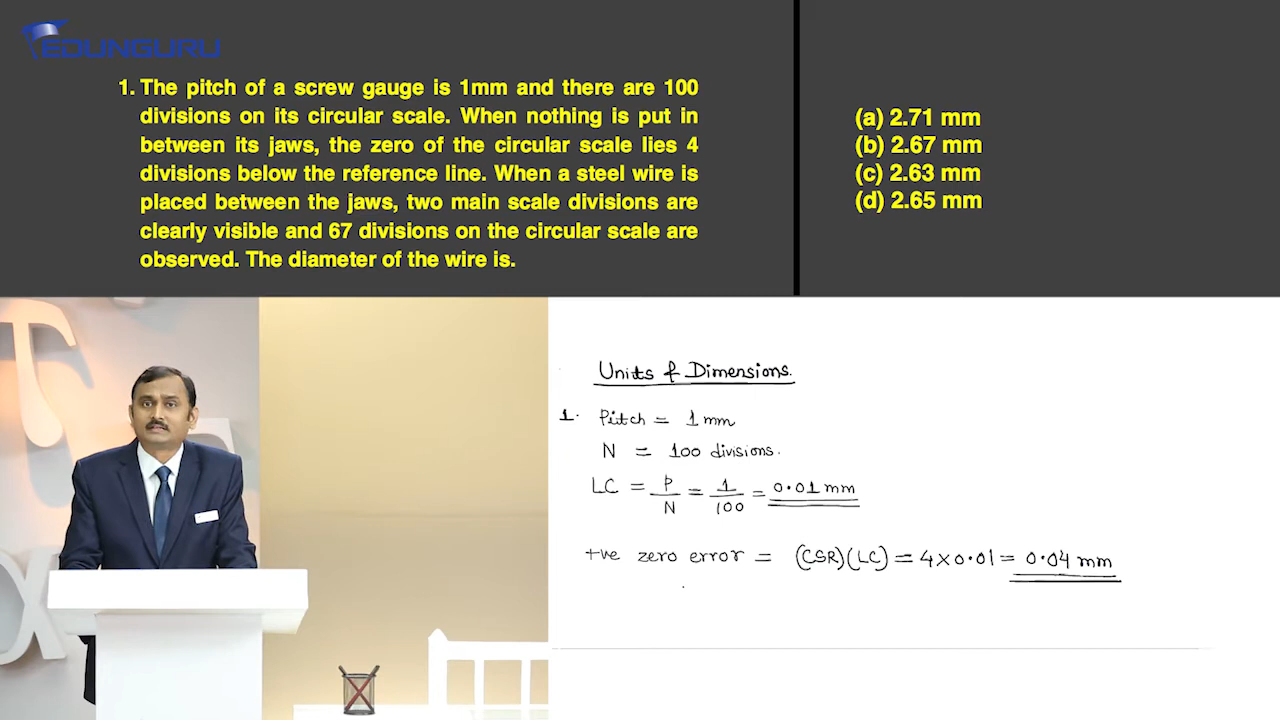 EDUNGURU
1. The pitch of a screw gauge is 1mm and there are 100
divisions on its circular scale. When nothing is put in
between its jaws, the zero of the circular scale lies 4
divisions below the reference line. When a steel wire is
placed between the jaws, two main scale divisions are
clearly visible and 67 divisions on the circular scale are
observed. The diameter of the wire is.
(a) 2.71 mm
(b) 2.67 mm
(c) 2.63 mm
(d) 2.65 mm
Units & Dimensions.
1. Pitch = 1 mm
N = 100 divisions.
LC = P/N = 1/100 = 0.01 mm
+ve zero error = (CSR)(LC) = 4 × 0.01 = 0.04 mm